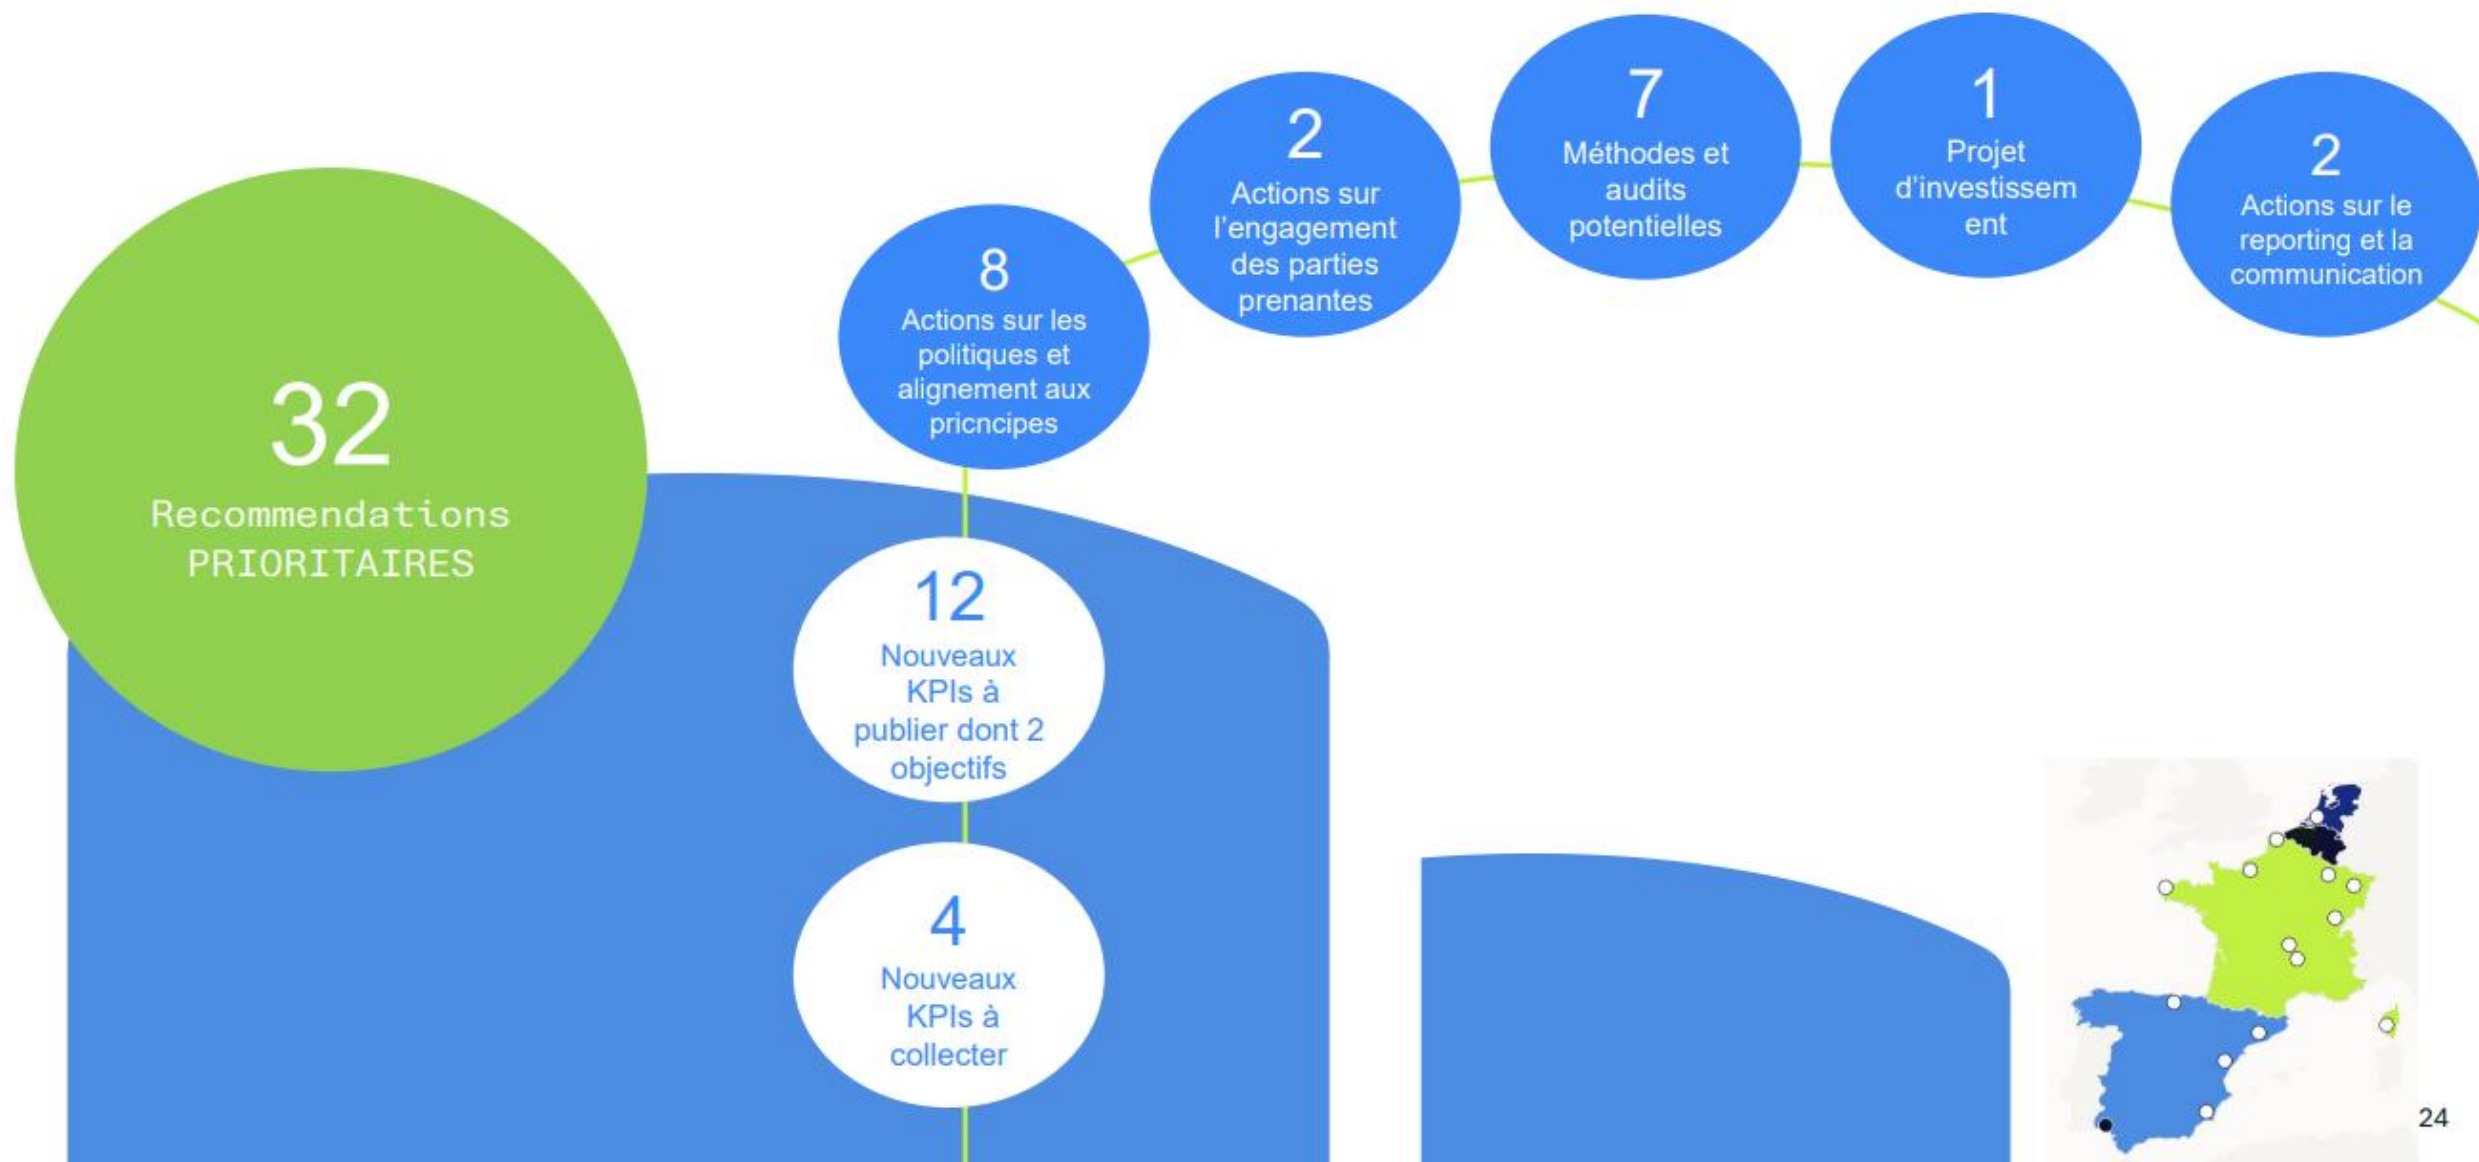 32
Recommendations
PRIORITAIRES
8
Actions sur les
politiques et
alignement aux
pricncipes
2
Actions sur
l'engagement
des parties
prenantes
7
Méthodes et
audits
potentielles
1
Projet
d'investissem
ent
2
Actions sur le
reporting et la
communication
12
Nouveaux
KPIs à
publier dont 2
objectifs
4
Nouveaux
KPIs à
collecter
24